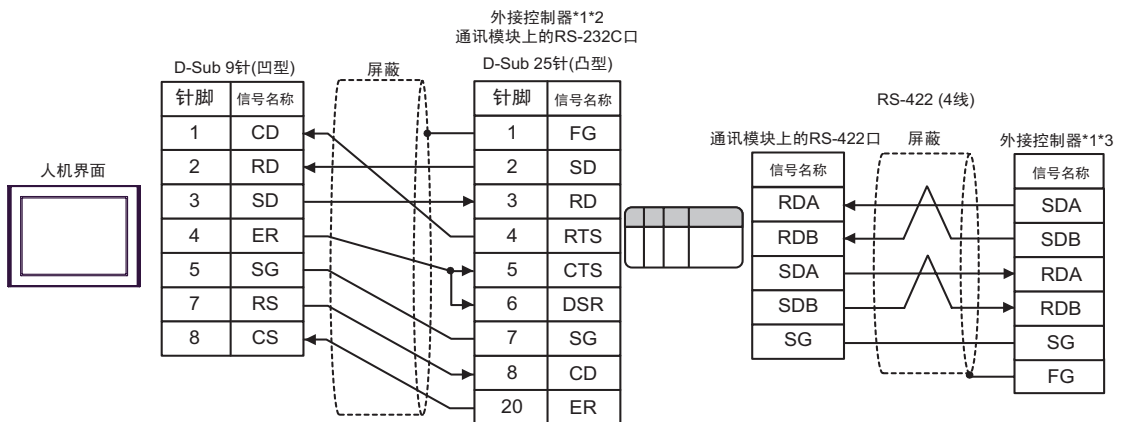 外接控制器*1*2
通讯模块上的RS-232C口
D-Sub 9针(凹型)
屏蔽
D-Sub 25针(凸型)
针脚 信号名称
1 CD
2 RD
3 SD
4 ER
5 SG
7 RS
8 CS
人机界面
针脚 信号名称
1 FG
2 SD
3 RD
4 RTS
5 CTS
6 DSR
7 SG
8 CD
20 ER
RS-422 (4线)
通讯模块上的RS-422口
屏蔽
外接控制器*1*3
信号名称
RDA
RDB
SDA
SDB
SG
信号名称
SDA
SDB
RDA
RDB
SG
FG